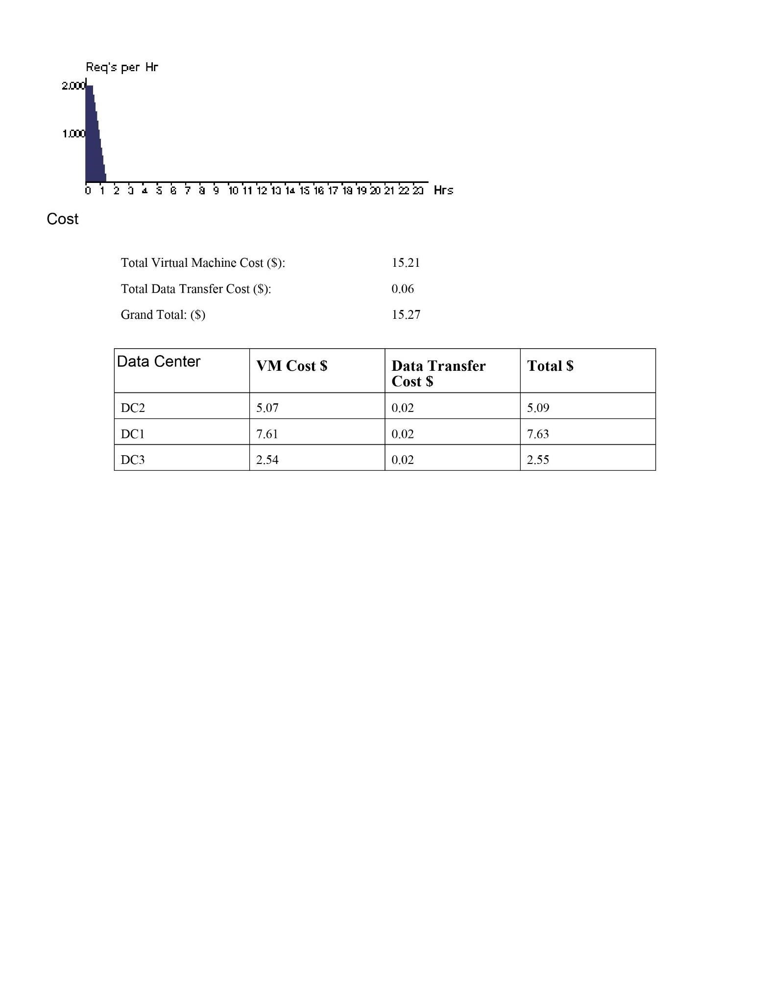 Req's per Hr
2.000
1.000
0 1 2 3 4 5 6 7 8 9 10 11 12 13 14 15 16 17 18 19 20 21 22 23 Hrs
Cost
Total Virtual Machine Cost ($): 15.21
Total Data Transfer Cost ($): 0.06
Grand Total: ($) 15.27
Data Center VM Cost $ Data Transfer Total $
Cost $
DC2 5.07 0.02 5.09
DC1 7.61 0.02 7.63
DC3 2.54 0.02 2.55